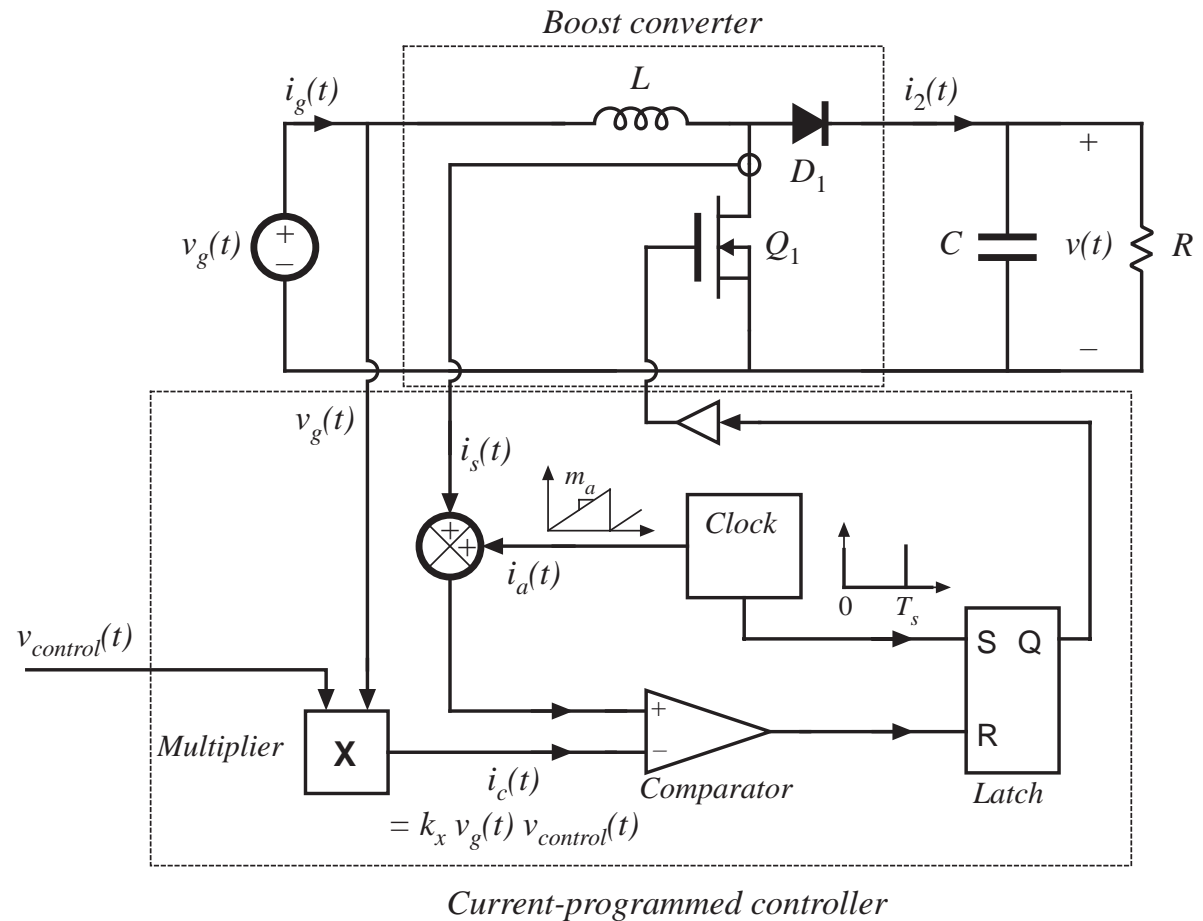 Boost converter
i_g(t)
L
i_2(t)
D_1
+
v_g(t)
+
–
Q_1
C
v(t)
R
–
v_g(t)
i_s(t)
m_a
Clock
+
+
i_a(t)
0
T_s
v_control(t)
S Q
+
Multiplier
X
–
R
i_c(t)
Comparator
Latch
= k_x v_g(t) v_control(t)
Current-programmed controller